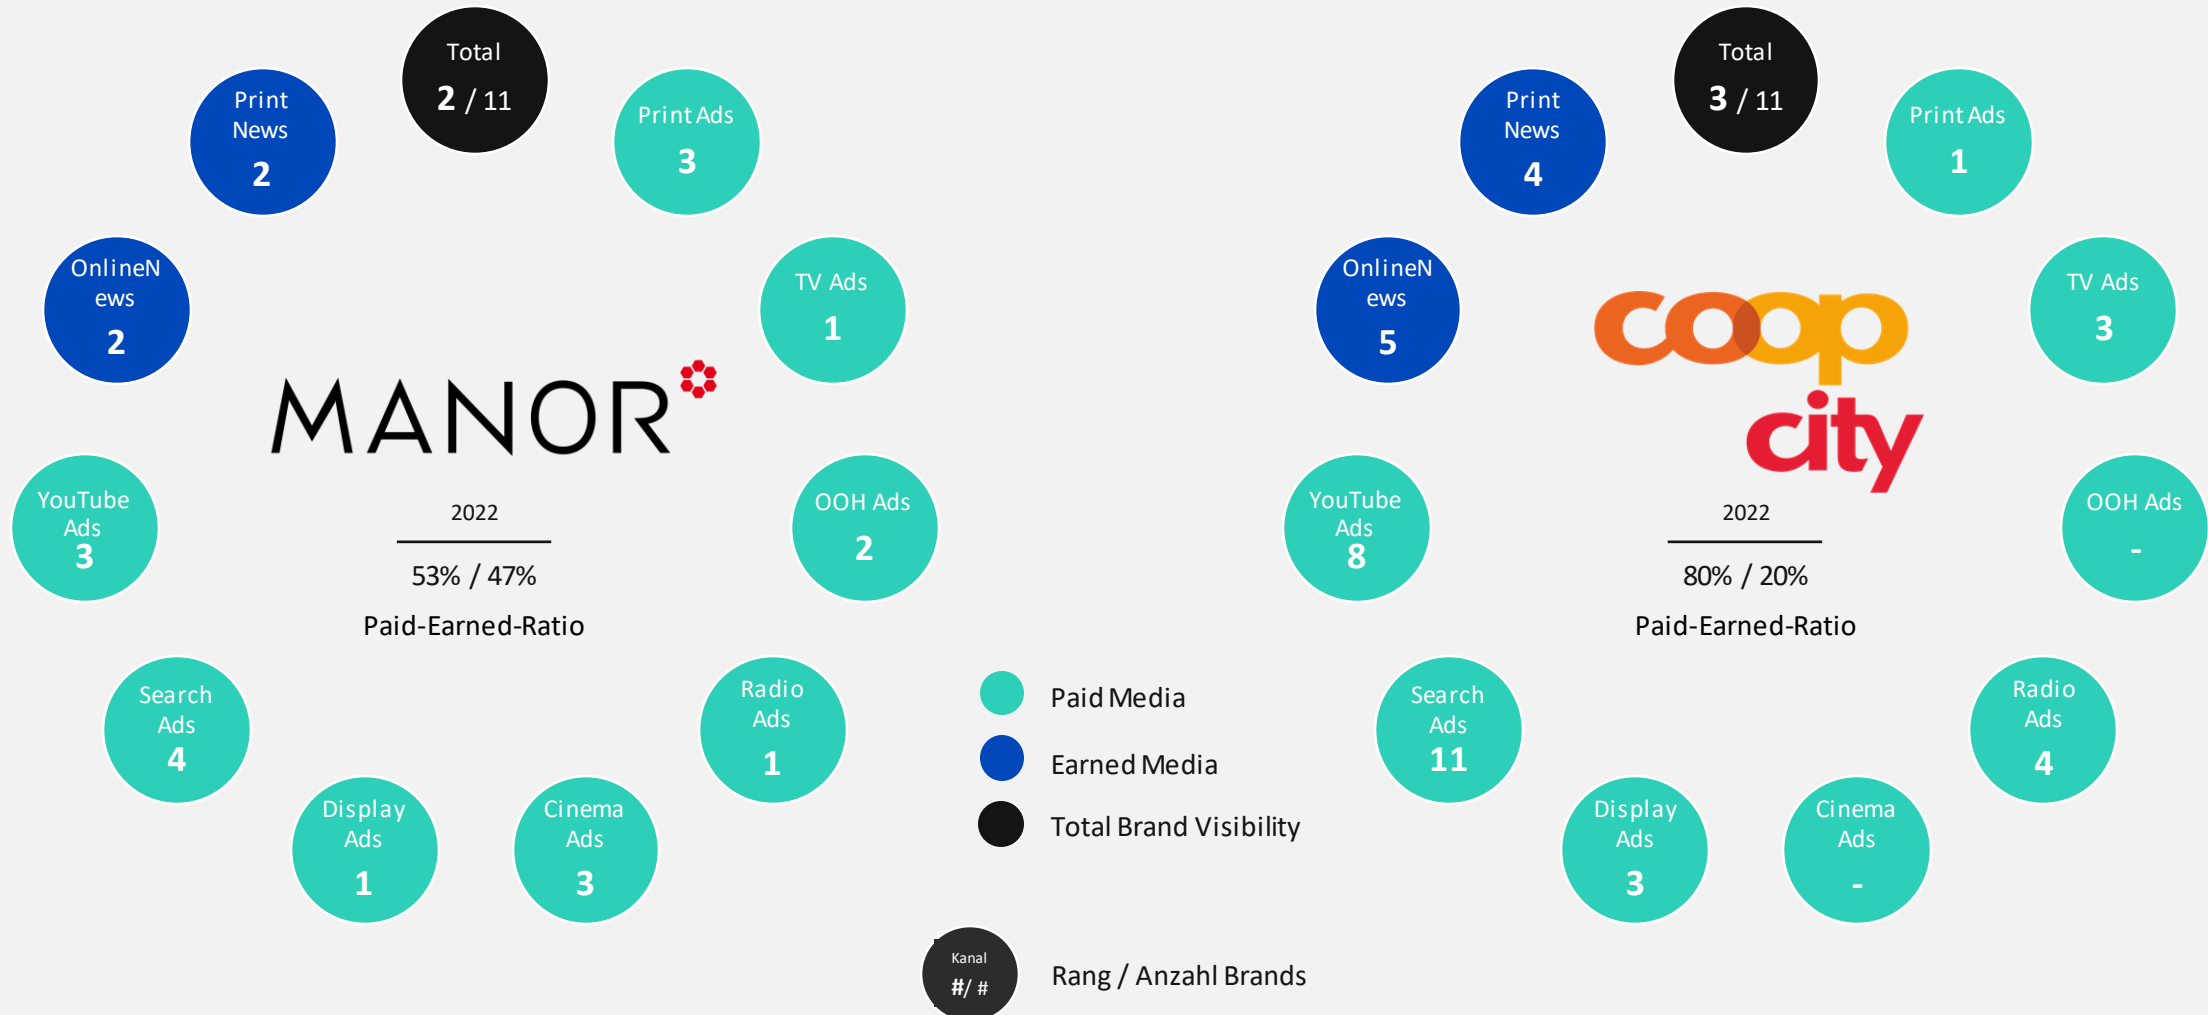 Total
2 / 11
Print Ads
3
TV Ads
1
OOH Ads
2
Radio
Ads
1
Cinema
Ads
3
Display
Ads
1
Search
Ads
4
YouTube
Ads
3
OnlineN
ews
2
Print
News
2
MANOR
2022
53% / 47%
Paid-Earned-Ratio
Paid Media
Earned Media
Total Brand Visibility
Kanal
#/ #
Rang / Anzahl Brands
Total
3 / 11
Print Ads
1
TV Ads
3
OOH Ads
-
Radio
Ads
4
Cinema
Ads
-
Display
Ads
3
Search
Ads
11
YouTube
Ads
8
OnlineN
ews
5
Print
News
4
coop
city
2022
80% / 20%
Paid-Earned-Ratio